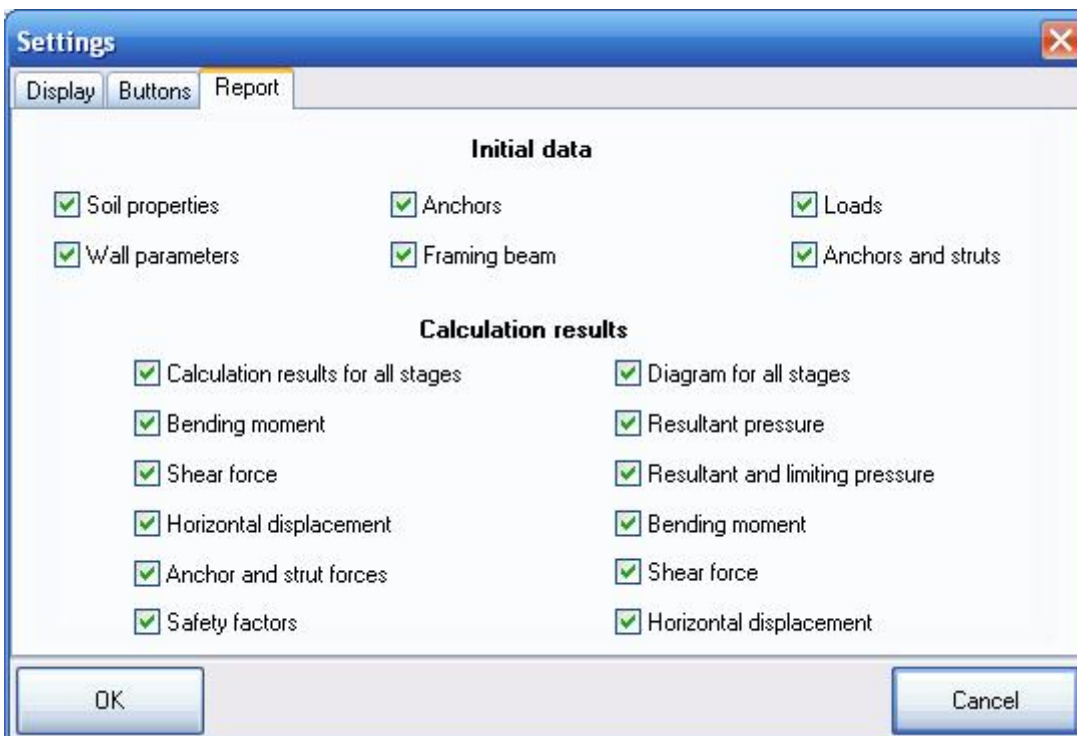 Settings
Display Buttons Report
Initial data
Soil properties Anchors Loads
Wall parameters Framing beam Anchors and struts
Calculation results
Calculation results for all stages Diagram for all stages
Bending moment Resultant pressure
Shear force Resultant and limiting pressure
Horizontal displacement Bending moment
Anchor and strut forces Shear force
Safety factors Horizontal displacement
OK Cancel